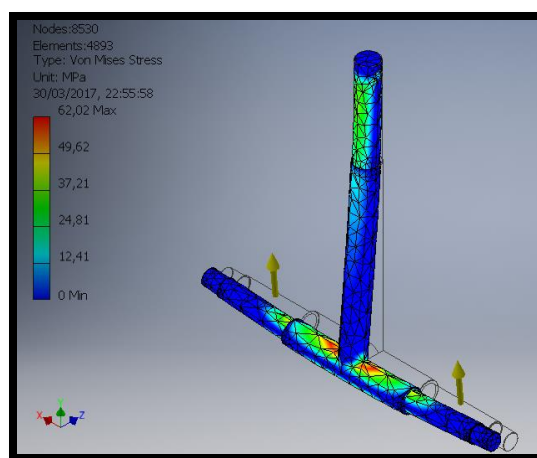 Nodes:8530
Elements:4893
Type: Von Mises Stress
Unit: MPa
30/03/2017, 22:55:58
62,02 Max
49,62
37,21
24,81
12,41
0 Min
Y
X
Z